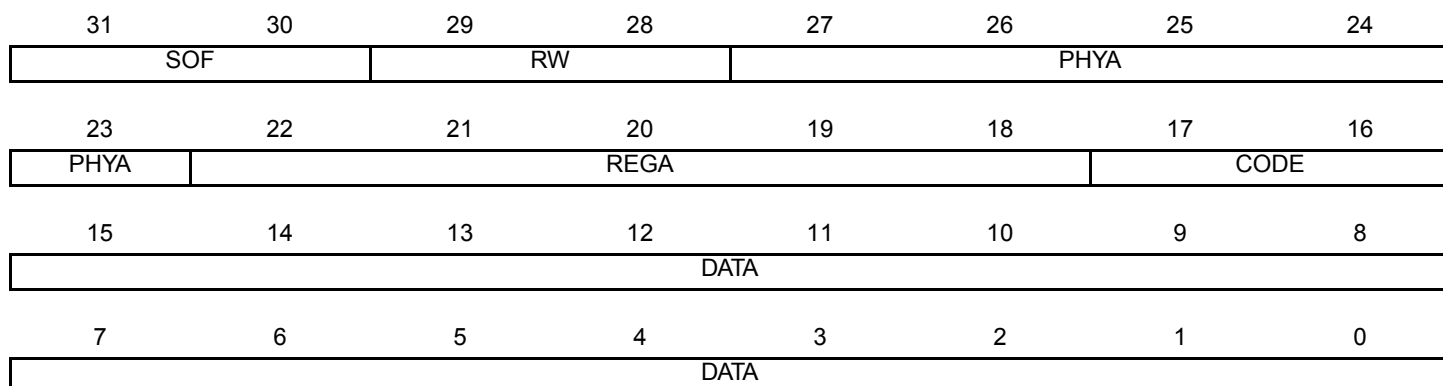 31 30 29 28 27 26 25 24
SOF RW PHYA
23 22 21 20 19 18 17 16
PHYA REGA CODE
15 14 13 12 11 10 9 8
DATA
7 6 5 4 3 2 1 0
DATA